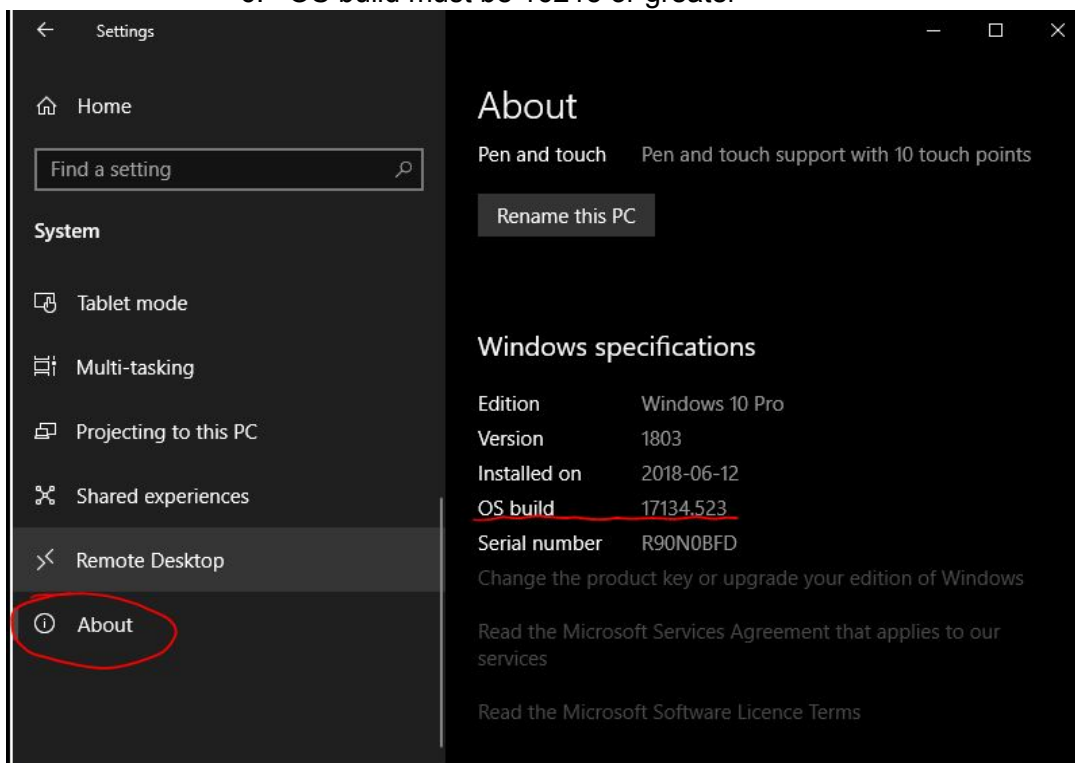 Settings
Home
About
Pen and touch Pen and touch support with 10 touch points
Find a setting
Rename this PC
System
Tablet mode
Multi-tasking
Projecting to this PC
Shared experiences
Remote Desktop
About
Windows specifications
Edition Windows 10 Pro
Version 1803
Installed on 2018-06-12
OS build 17134.523
Serial number R90N0BFD
Change the product key or upgrade your edition of Windows
Read the Microsoft Services Agreement that applies to our
services
Read the Microsoft Software Licence Terms